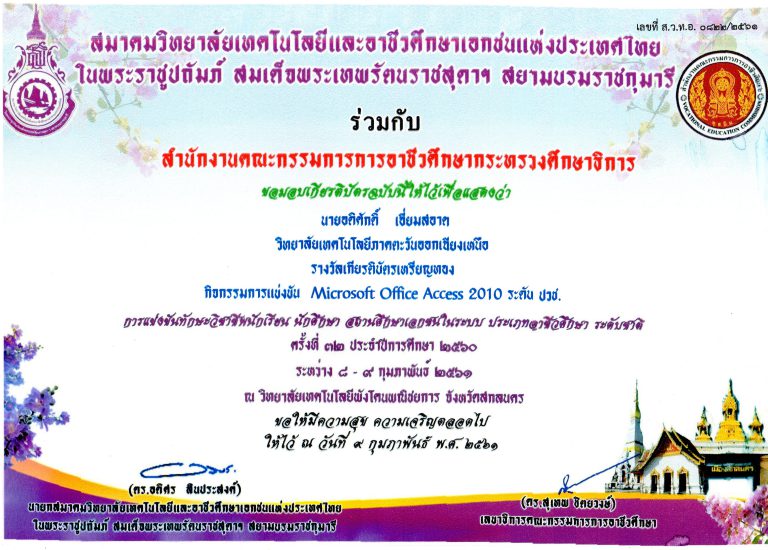 เลขที่ ส.ว.ท.อ. ๐๘๒๒/๒๕๖๑
สมาคมวิทยาลัยเทคโนโลยีและอาชีวศึกษาเอกชนแห่งประเทศไทย
ในพระราชูปถัมภ์ สมเด็จพระเทพรัตนราชสุดาฯ สยามบรมราชกุมารี
VOCATIONAL EDUCATION COMMISSION
ร่วมกับ
สำนักงานคณะกรรมการการอาชีวศึกษากระทรวงศึกษาธิการ
ขอมอบเกียรติบัตรฉบับนี้ให้ไว้เพื่อแสดงว่า
นายอดิศักดิ์ เชี่ยมสอาด
วิทยาลัยเทคโนโลยีภาคตะวันออกเฉียงเหนือ
รางวัลเกียรติบัตรเหรียญทอง
กิจกรรมการแข่งขัน Microsoft Office Access 2010 ระดับ ปวช.
การแข่งขันทักษะวิชาชีพนักเรียน นักศึกษา สถานศึกษาเอกชนในระบบ ประเภทอาชีวศึกษา ระดับชาติ
ครั้งที่ ๓๒ ประจำปีการศึกษา ๒๕๖๐
ระหว่าง ๘ - ๙ กุมภาพันธ์ ๒๕๖๑
ณ วิทยาลัยเทคโนโลยีพังโคนพณิชยการ จังหวัดสกลนคร
ขอให้มีความสุข ความเจริญตลอดไป
ให้ไว้ ณ วันที่ ๙ กุมภาพันธ์ พ.ศ. ๒๕๖๑
(ดร.อดิศร สินประสงค์)
นายกสมาคมวิทยาลัยเทคโนโลยีและอาชีวศึกษาเอกชนแห่งประเทศไทย
ในพระราชูปถัมภ์ สมเด็จพระเทพรัตนราชสุดาฯ สยามบรมราชกุมารี
(ดร.สุเทพ ชิตยวงษ์)
เลขาธิการคณะกรรมการการอาชีวศึกษา